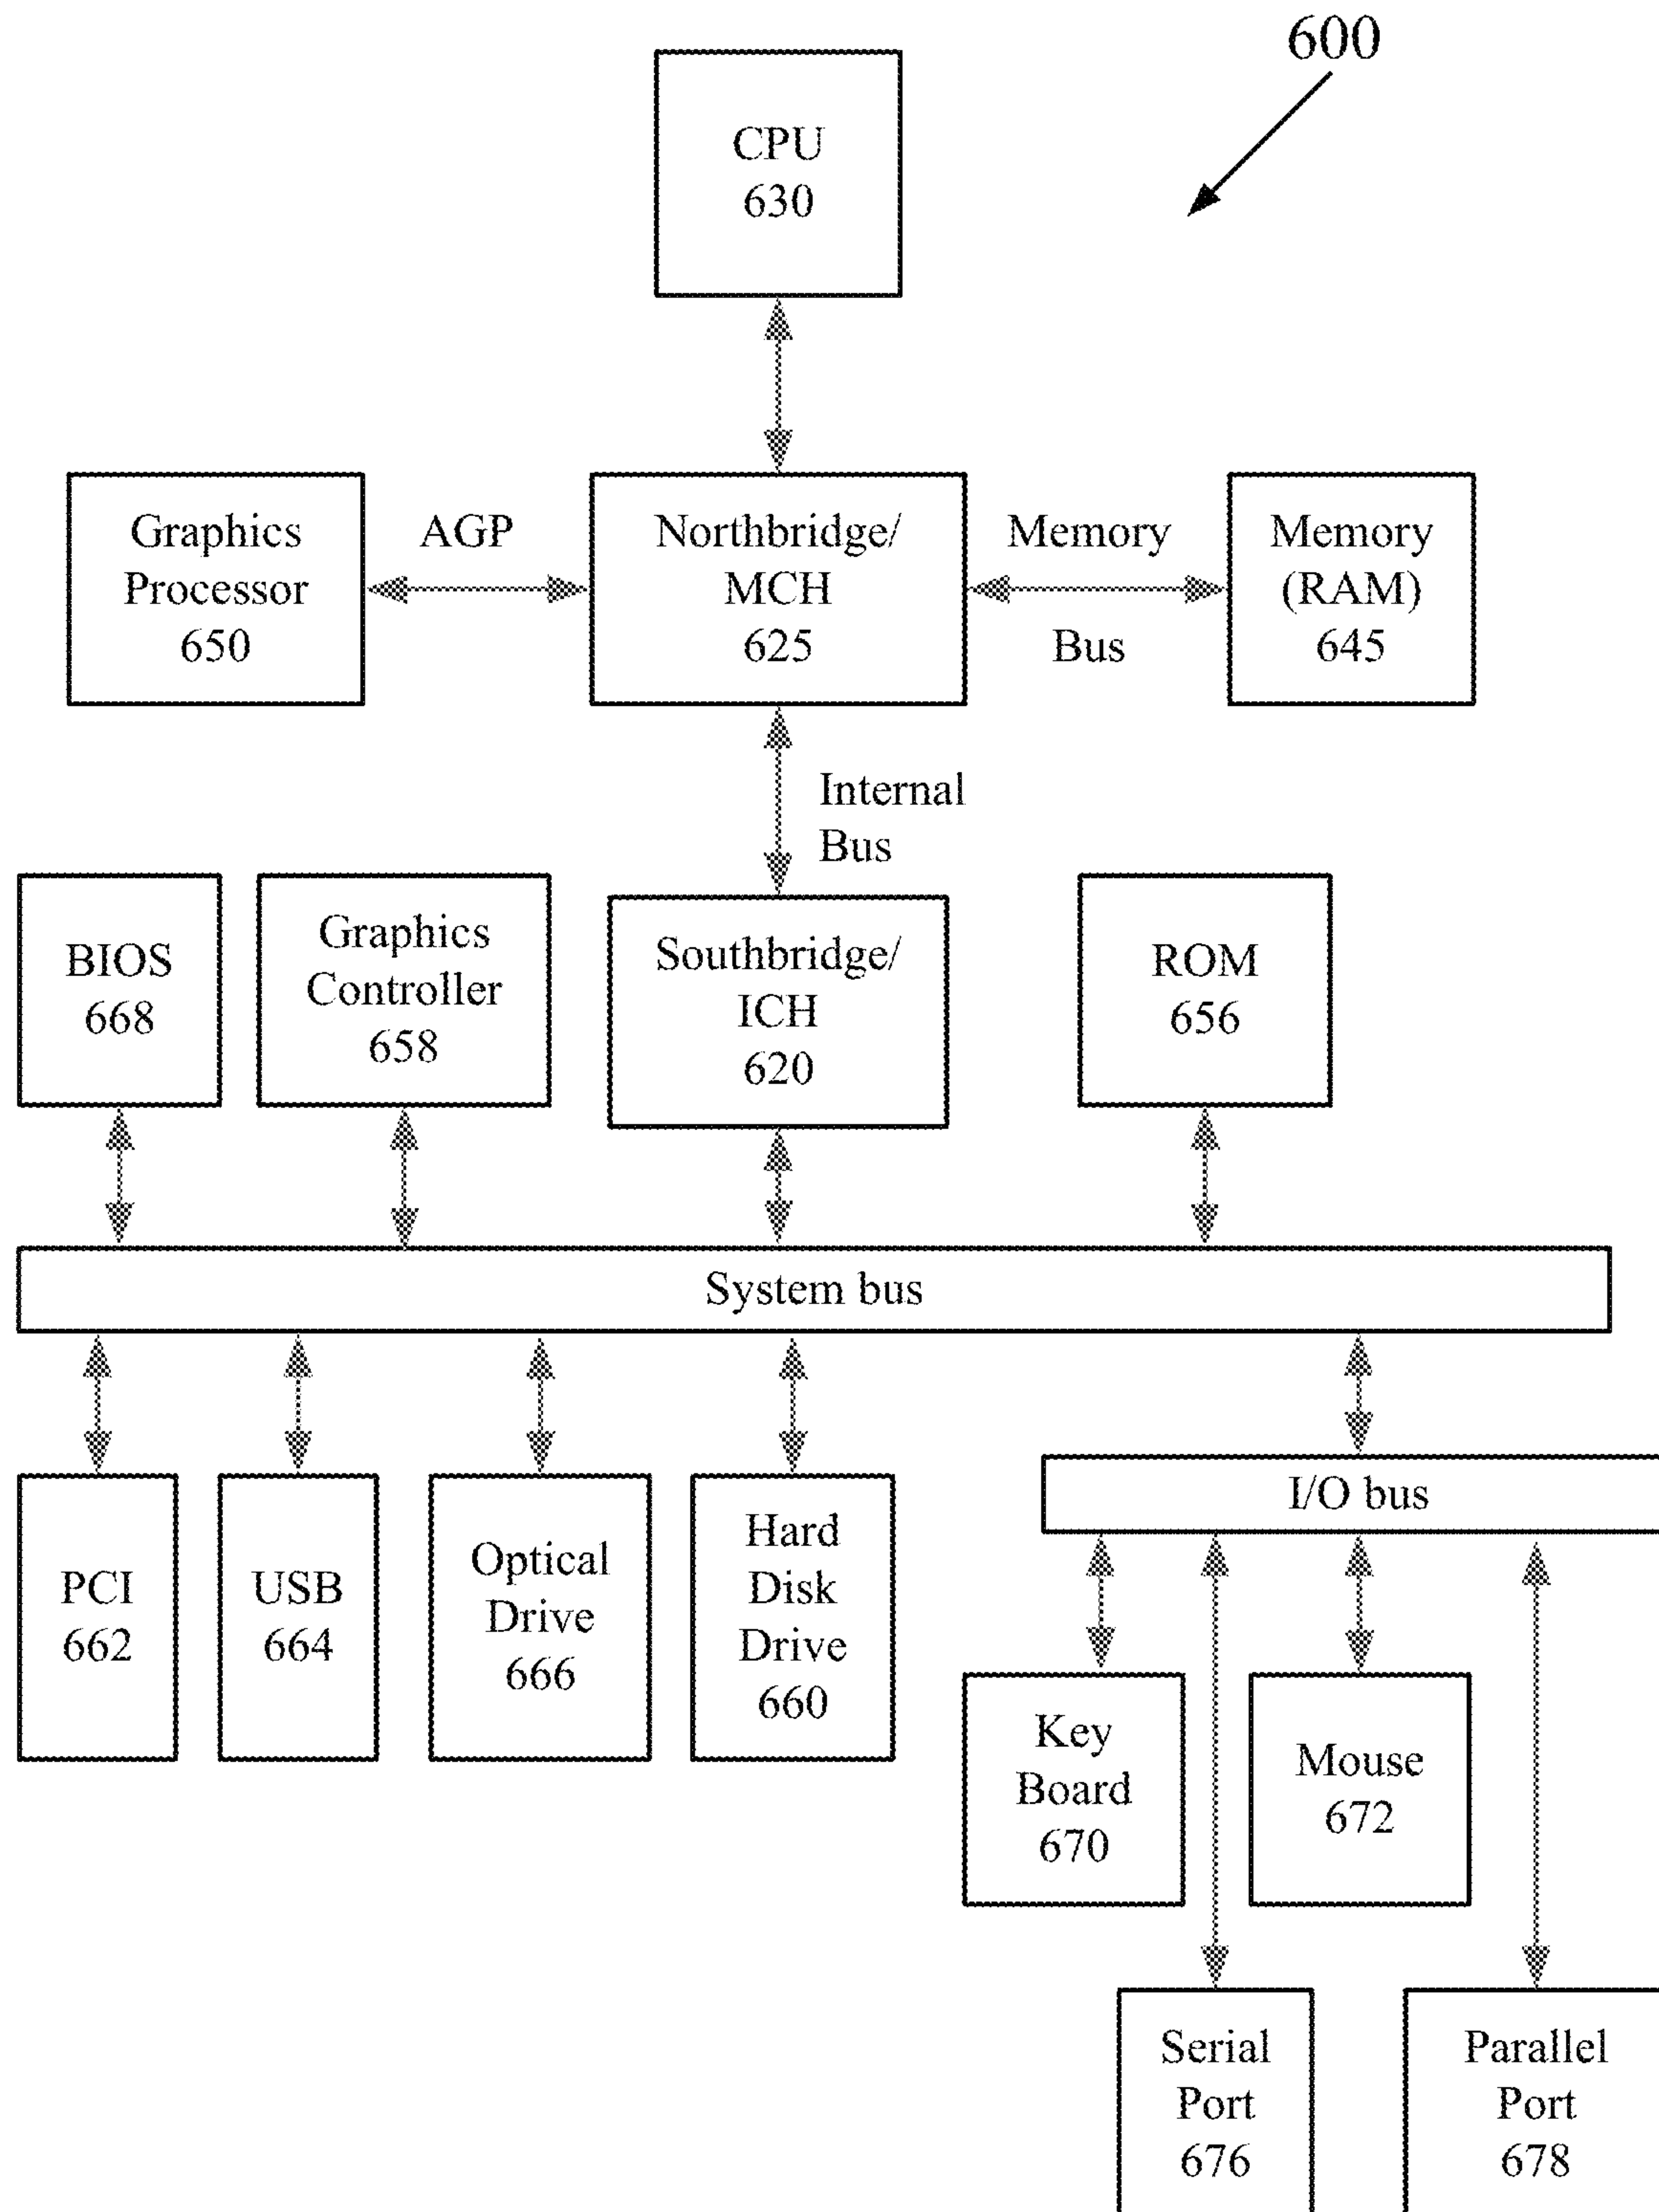 600
CPU
630
Graphics
Processor
650
AGP
Northbridge/
MCH
625
Memory
Bus
Memory
(RAM)
645
Internal
Bus
BIOS
668
Graphics
Controller
658
Southbridge/
ICH
620
ROM
656
System bus
PCI
662
USB
664
Optical
Drive
666
Hard
Disk
Drive
660
I/O bus
Key
Board
670
Mouse
672
Serial
Port
676
Parallel
Port
678